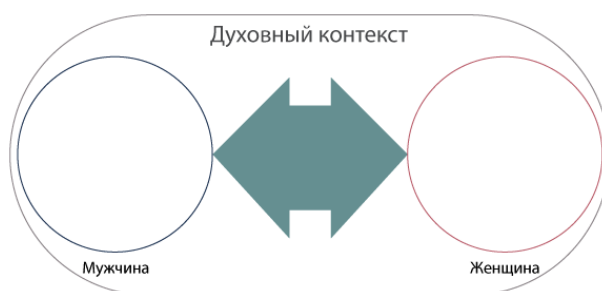 Духовный контекст
Мужчина
Женщина